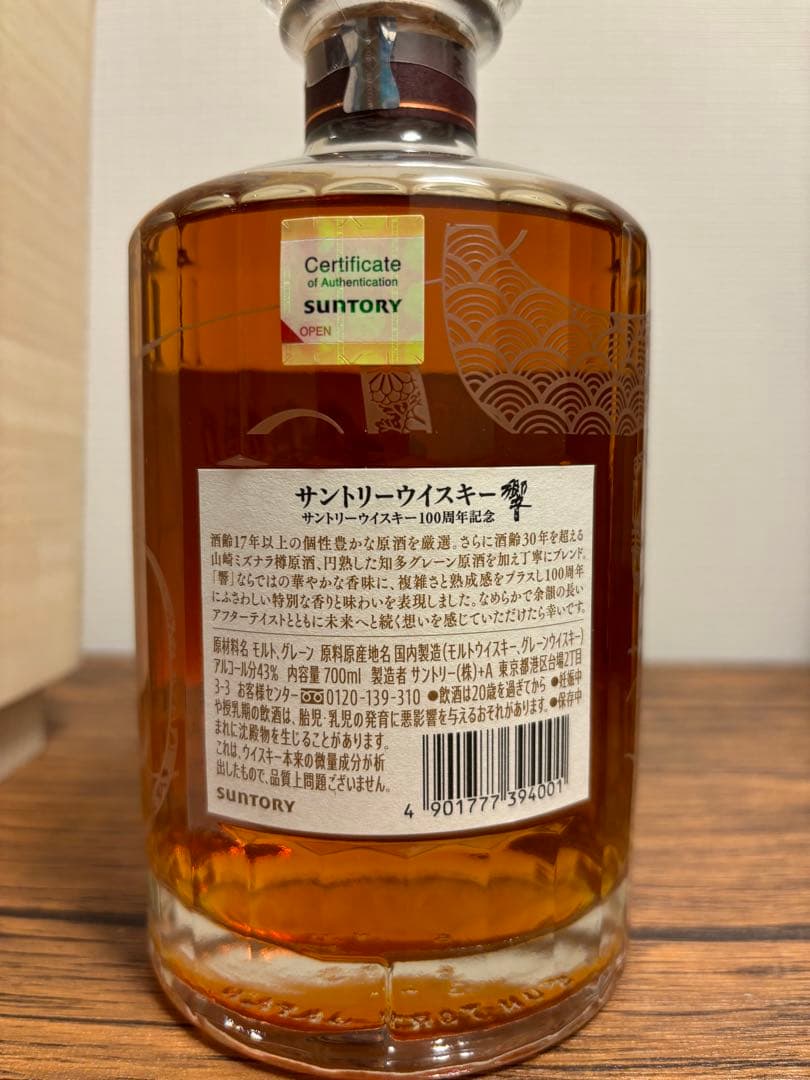 Certificate
of Authentication
SUNTORY
OPEN
サントリーウイスキー 響
サントリーウイスキー100周年記念
酒齢17年以上の個性豊かな原酒を厳選。さらに酒齢30年を超える
山崎ミズナラ樽原酒、円熟した知多グレーン原酒を加え丁寧にブレンド。
「響」ならではの華やかな香味に、複雑さと熟成感をプラスし100周年
にふさわしい特別な香りと味わいを表現しました。なめらかで余韻の長い
アフターテイストとともに未来へと続く想いを感じていただけたら幸いです。
原材料名 モルト、グレーン 原料原産地名 国内製造(モルトウイスキー、グレーンウイスキー)
アルコール分43% 内容量700ml 製造者 サントリー(株)+A 東京都港区台場2丁目
3-3 お客様センター 0120-139-310 ●飲酒は20歳を過ぎてから ●妊娠中
や授乳期の飲酒は、胎児・乳児の発育に悪影響を与えるおそれがあります。●保存中
まれに沈殿物を生じることがあります。
これは、ウイスキー本来の微量成分が析
出したもので、品質上問題ございません。
SUNTORY
4 901777 394001